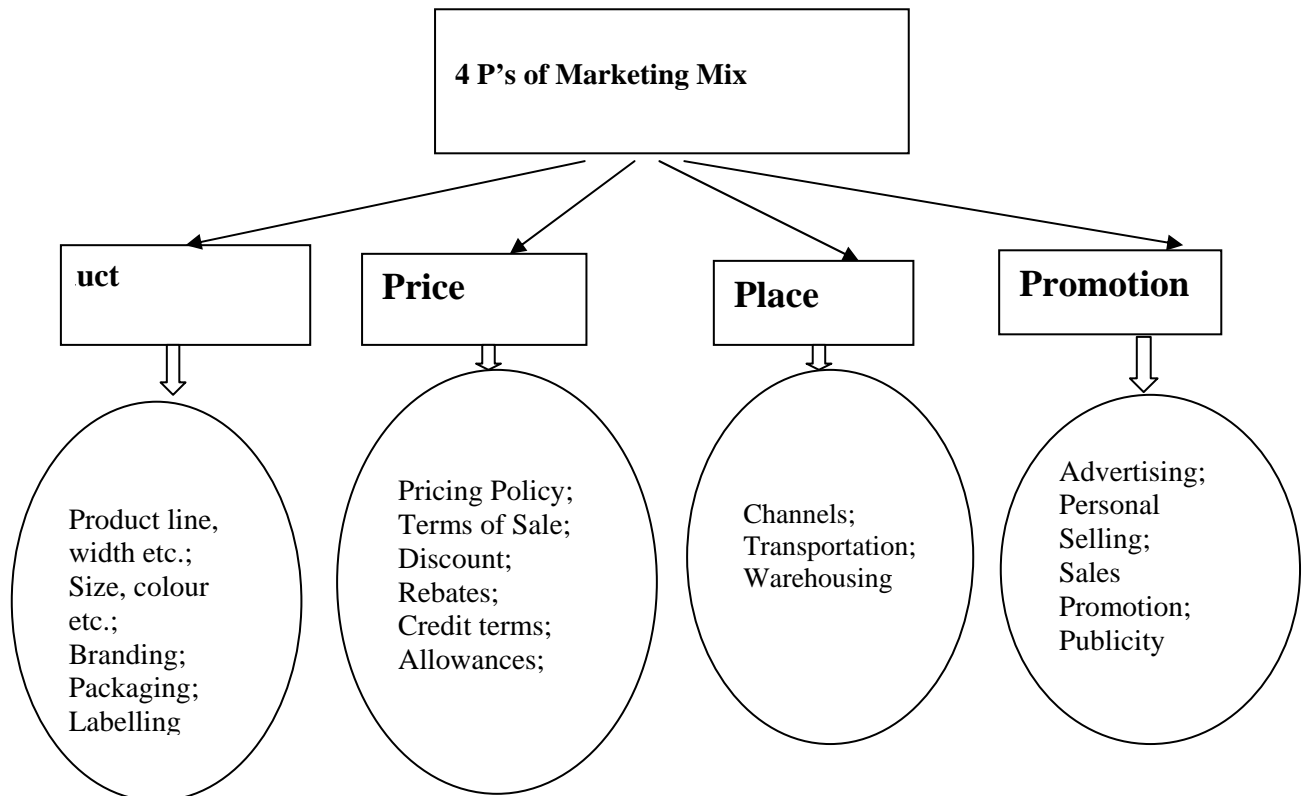 4 P’s of Marketing Mix
uct
Price
Place
Promotion
Product line,
width etc.;
Size, colour
etc.;
Branding;
Packaging;
Labelling
Pricing Policy;
Terms of Sale;
Discount;
Rebates;
Credit terms;
Allowances;
Channels;
Transportation;
Warehousing
Advertising;
Personal
Selling;
Sales
Promotion;
Publicity